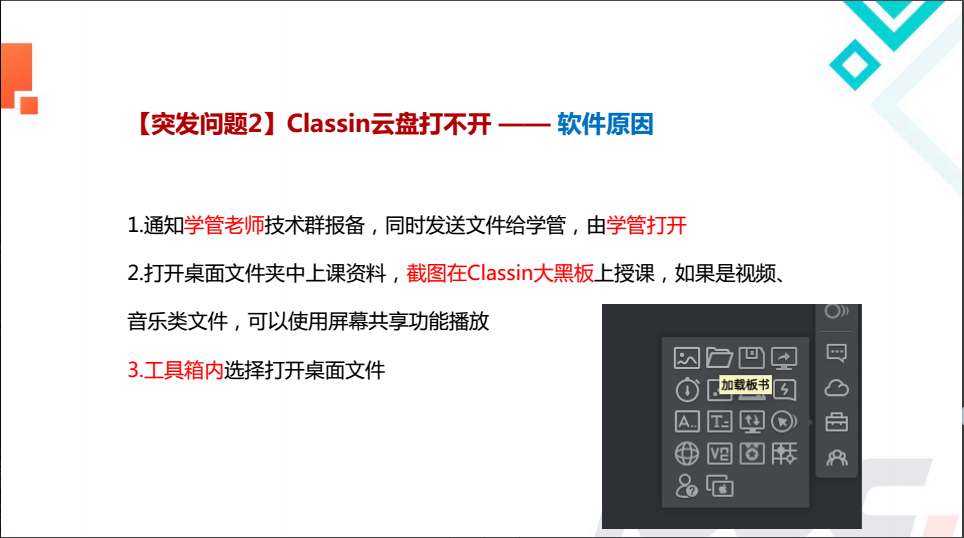 【突发问题2】Classin云盘打不开 —— 软件原因
1.通知学管老师技术群报备，同时发送文件给学管，由学管打开
2.打开桌面文件夹中上课资料，截图在Classin大黑板上授课，如果是视频、
音乐类文件，可以使用屏幕共享功能播放
3.工具箱内选择打开桌面文件
加载板书
A..
T
V2